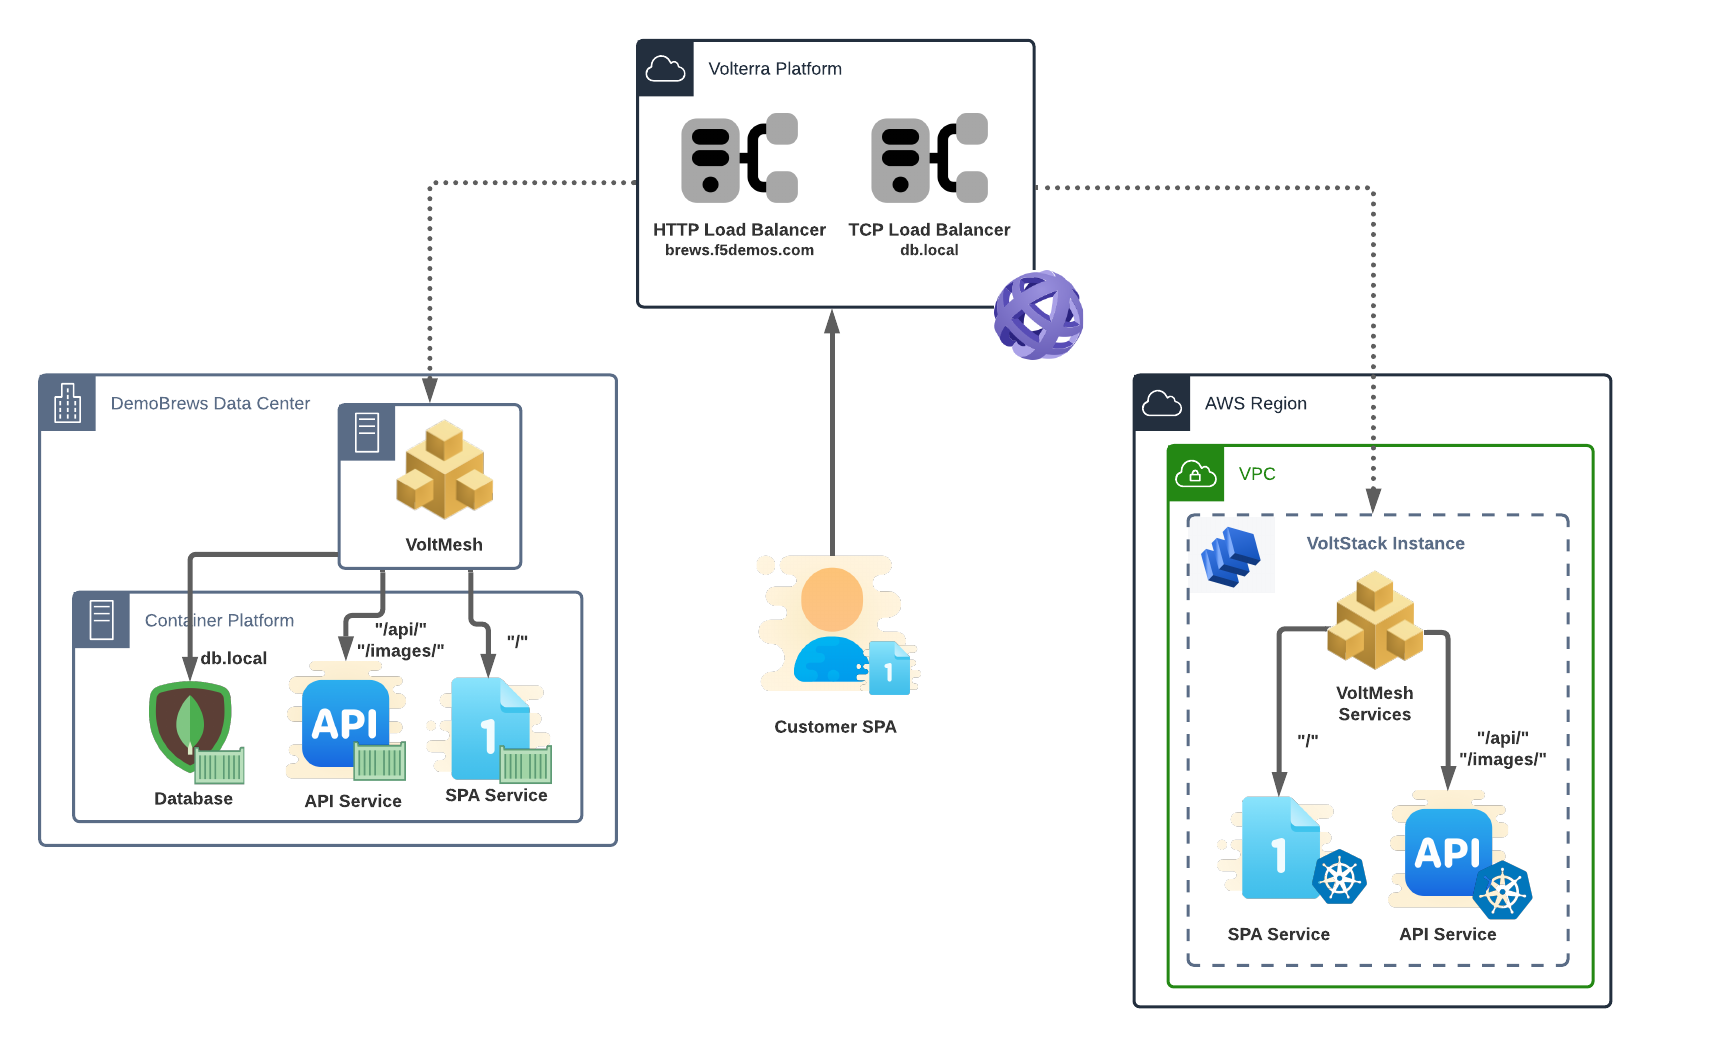 Volterra Platform
HTTP Load Balancer
brews.f5demos.com
TCP Load Balancer
db.local
DemoBrews Data Center
VoltMesh
Container Platform
db.local
"/api/"
"/images/"
"/"
API
1
Database
API Service
SPA Service
1
Customer SPA
AWS Region
VPC
VoltStack Instance
VoltMesh
Services
"/"
"/api/"
"/images/"
1
API
SPA Service
API Service